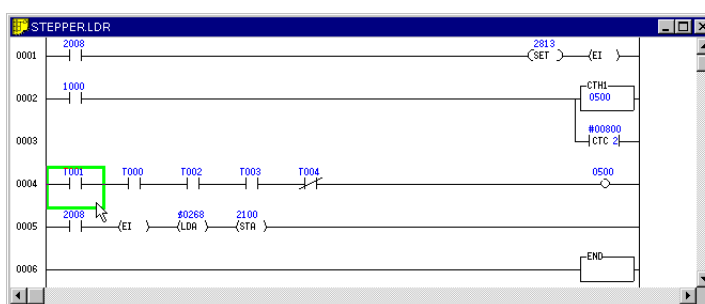 STEPPER.LDR
2008 2813
0001 (SET ) (EI )
1000 CTH1
0002 0500
#00800
0003 CTC 2
T001 T000 T002 T003 T004 0500
0004
2008 $0268 2100
0005 (EI ) (LDA ) (STA )
END
0006